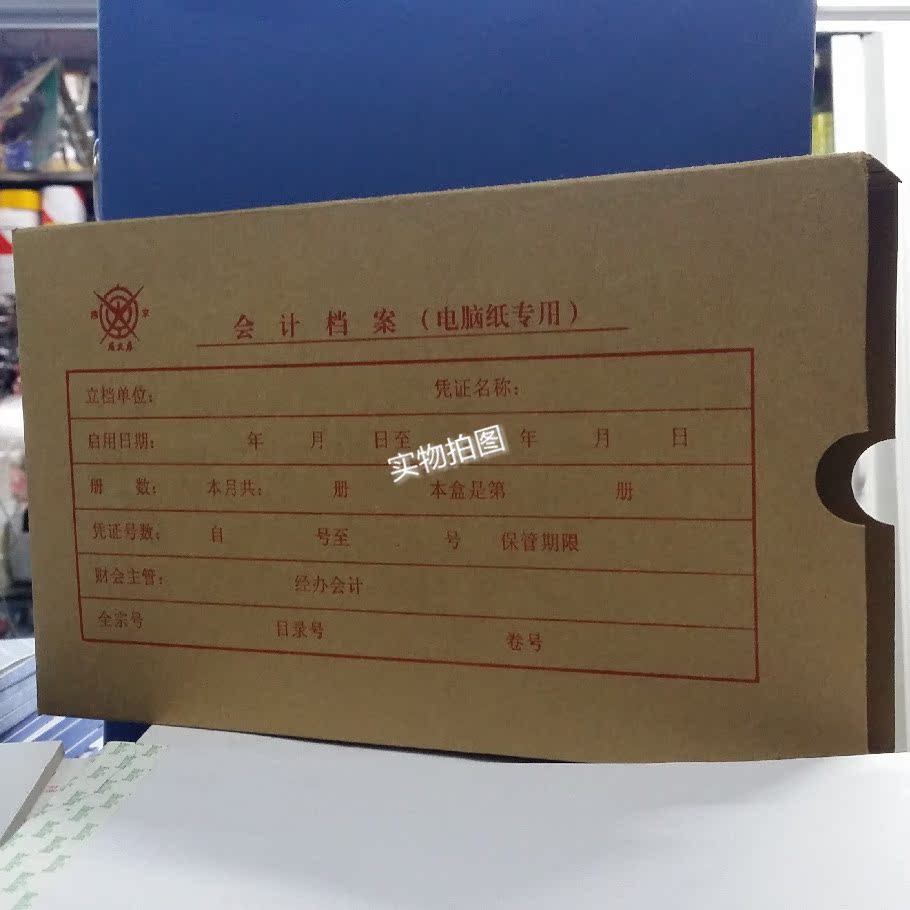 会计档案（电脑纸专用）
立档单位： 凭证名称：
启用日期： 年 月 日至 年 月 日
实物拍图
册 数： 本月共： 册 本盒是第 册
凭证号数： 自 号至 号 保管期限
财会主管： 经办会计
全宗号 目录号 卷号